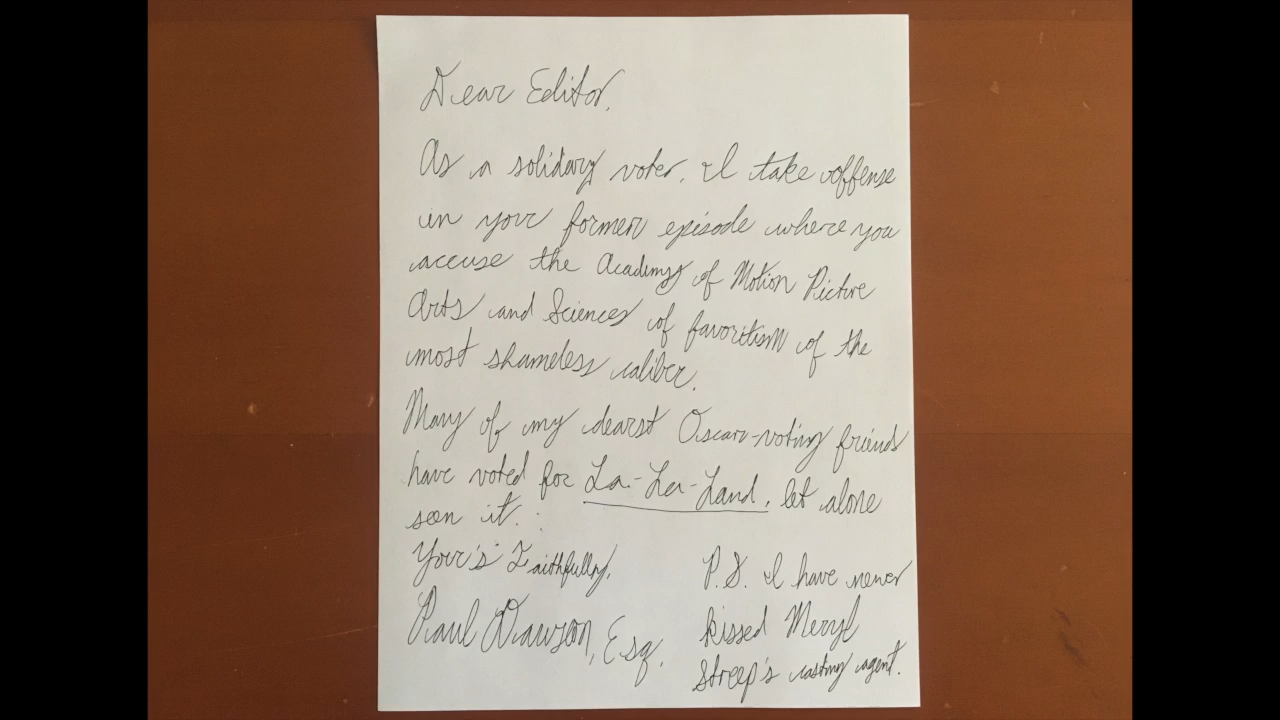 Dear Editor,
As a solidary voter, I take offense
in your former episode where you
accuse the Academy of Motion Picture
Arts and Sciences of favoritism of the
most shameless caliber.
Many of my dearst Oscar-voting friends
have voted for La-La-Land, let alone
seen it.
Your's Faithfully,
Paul Dawson, Esq.
P.S. I have never
kissed Meryl
Streep's casting agent.